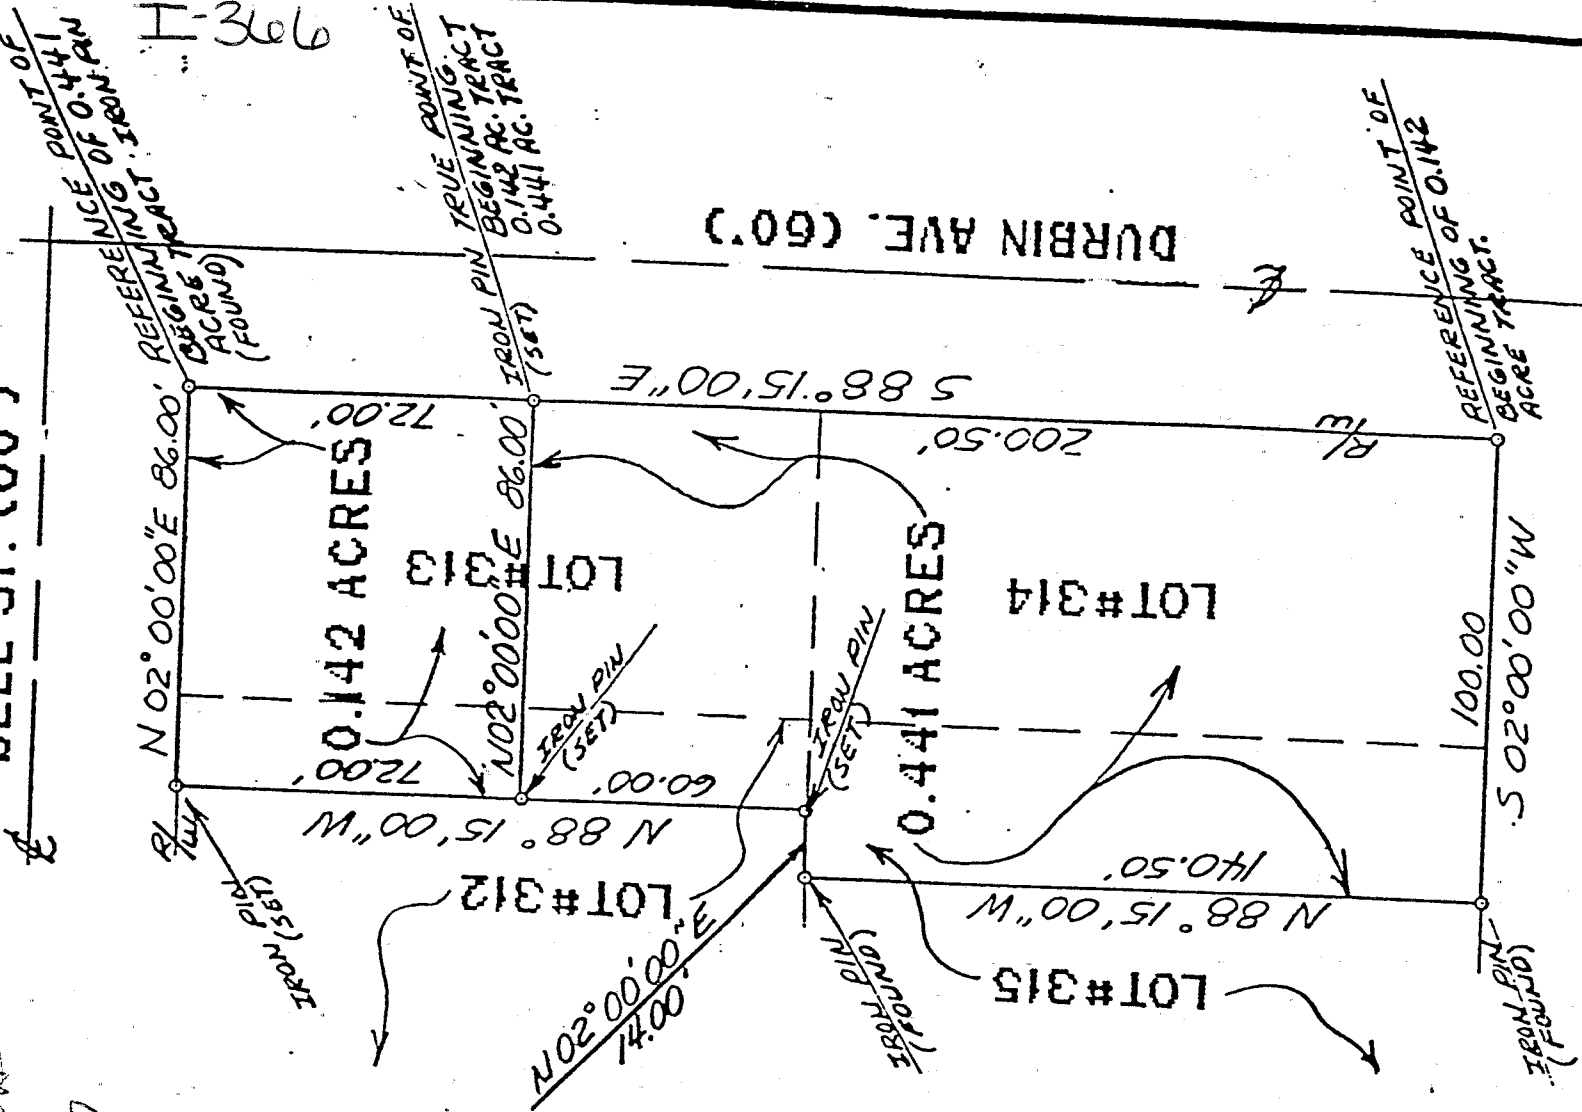 I-366
REFERENCE POINT OF
BEGINNING OF 0.441
ACRE TRACT. IRON PIN
(FOUND)
TRUE POINT OF
BEGINNING.
0.142 AC. TRACT
0.441 AC. TRACT
IRON PIN
(SET)
REFERENCE POINT OF
BEGINNING OF 0.142
ACRE TRACT.
DURBIN AVE. (60')
S 88° 15' 00" E
72.00'
200.50'
R/W
N 02° 00' 00" E 86.00'
0.142 ACRES
LOT #313
N 02° 00' 00" E 86.00'
0.441 ACRES
LOT #314
100.00
S 02° 00' 00" W
IRON PIN
(SET)
IRON PIN
(SET)
72.00'
60.00'
N 88° 15' 00" W
R/W
IRON PIN
(SET)
LOT #312
N 02° 00' 00" E
14.00'
140.50'
N 88° 15' 00" W
LOT #315
IRON PIN
(FOUND)
IRON PIN
(FOUND)